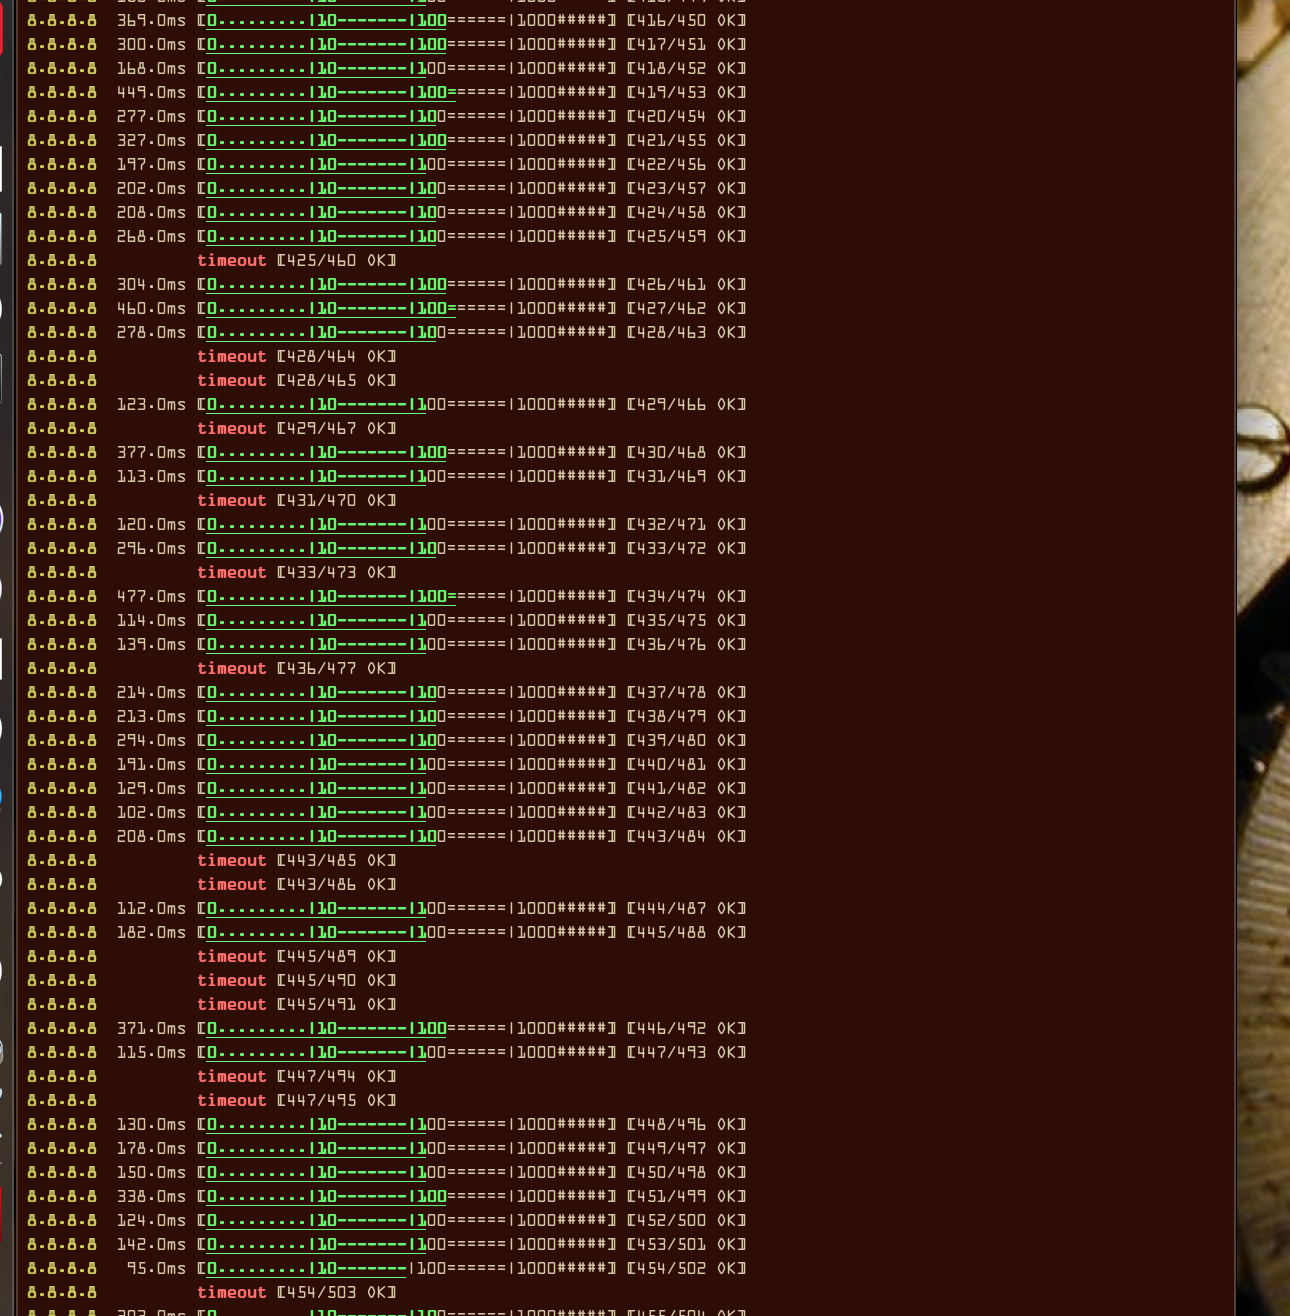 8.8.8.8  369.0ms [0.........|10-------|100======|1000#####] [416/450 OK]
8.8.8.8  300.0ms [0.........|10-------|100======|1000#####] [417/451 OK]
8.8.8.8  168.0ms [0.........|10-------|100======|1000#####] [418/452 OK]
8.8.8.8  449.0ms [0.........|10-------|100======|1000#####] [419/453 OK]
8.8.8.8  277.0ms [0.........|10-------|100======|1000#####] [420/454 OK]
8.8.8.8  327.0ms [0.........|10-------|100======|1000#####] [421/455 OK]
8.8.8.8  197.0ms [0.........|10-------|100======|1000#####] [422/456 OK]
8.8.8.8  202.0ms [0.........|10-------|100======|1000#####] [423/457 OK]
8.8.8.8  208.0ms [0.........|10-------|100======|1000#####] [424/458 OK]
8.8.8.8  268.0ms [0.........|10-------|100======|1000#####] [425/459 OK]
8.8.8.8          timeout [425/460 OK]
8.8.8.8  304.0ms [0.........|10-------|100======|1000#####] [426/461 OK]
8.8.8.8  460.0ms [0.........|10-------|100======|1000#####] [427/462 OK]
8.8.8.8  278.0ms [0.........|10-------|100======|1000#####] [428/463 OK]
8.8.8.8          timeout [428/464 OK]
8.8.8.8          timeout [428/465 OK]
8.8.8.8  123.0ms [0.........|10-------|100======|1000#####] [429/466 OK]
8.8.8.8          timeout [429/467 OK]
8.8.8.8  377.0ms [0.........|10-------|100======|1000#####] [430/468 OK]
8.8.8.8  113.0ms [0.........|10-------|100======|1000#####] [431/469 OK]
8.8.8.8          timeout [431/470 OK]
8.8.8.8  120.0ms [0.........|10-------|100======|1000#####] [432/471 OK]
8.8.8.8  296.0ms [0.........|10-------|100======|1000#####] [433/472 OK]
8.8.8.8          timeout [433/473 OK]
8.8.8.8  477.0ms [0.........|10-------|100======|1000#####] [434/474 OK]
8.8.8.8  114.0ms [0.........|10-------|100======|1000#####] [435/475 OK]
8.8.8.8  139.0ms [0.........|10-------|100======|1000#####] [436/476 OK]
8.8.8.8          timeout [436/477 OK]
8.8.8.8  214.0ms [0.........|10-------|100======|1000#####] [437/478 OK]
8.8.8.8  213.0ms [0.........|10-------|100======|1000#####] [438/479 OK]
8.8.8.8  294.0ms [0.........|10-------|100======|1000#####] [439/480 OK]
8.8.8.8  191.0ms [0.........|10-------|100======|1000#####] [440/481 OK]
8.8.8.8  129.0ms [0.........|10-------|100======|1000#####] [441/482 OK]
8.8.8.8  102.0ms [0.........|10-------|100======|1000#####] [442/483 OK]
8.8.8.8  208.0ms [0.........|10-------|100======|1000#####] [443/484 OK]
8.8.8.8          timeout [443/485 OK]
8.8.8.8          timeout [443/486 OK]
8.8.8.8  112.0ms [0.........|10-------|100======|1000#####] [444/487 OK]
8.8.8.8  182.0ms [0.........|10-------|100======|1000#####] [445/488 OK]
8.8.8.8          timeout [445/489 OK]
8.8.8.8          timeout [445/490 OK]
8.8.8.8          timeout [445/491 OK]
8.8.8.8  371.0ms [0.........|10-------|100======|1000#####] [446/492 OK]
8.8.8.8  115.0ms [0.........|10-------|100======|1000#####] [447/493 OK]
8.8.8.8          timeout [447/494 OK]
8.8.8.8          timeout [447/495 OK]
8.8.8.8  130.0ms [0.........|10-------|100======|1000#####] [448/496 OK]
8.8.8.8  178.0ms [0.........|10-------|100======|1000#####] [449/497 OK]
8.8.8.8  150.0ms [0.........|10-------|100======|1000#####] [450/498 OK]
8.8.8.8  338.0ms [0.........|10-------|100======|1000#####] [451/499 OK]
8.8.8.8  124.0ms [0.........|10-------|100======|1000#####] [452/500 OK]
8.8.8.8  142.0ms [0.........|10-------|100======|1000#####] [453/501 OK]
8.8.8.8   95.0ms [0.........|10-------|100======|1000#####] [454/502 OK]
8.8.8.8          timeout [454/503 OK]